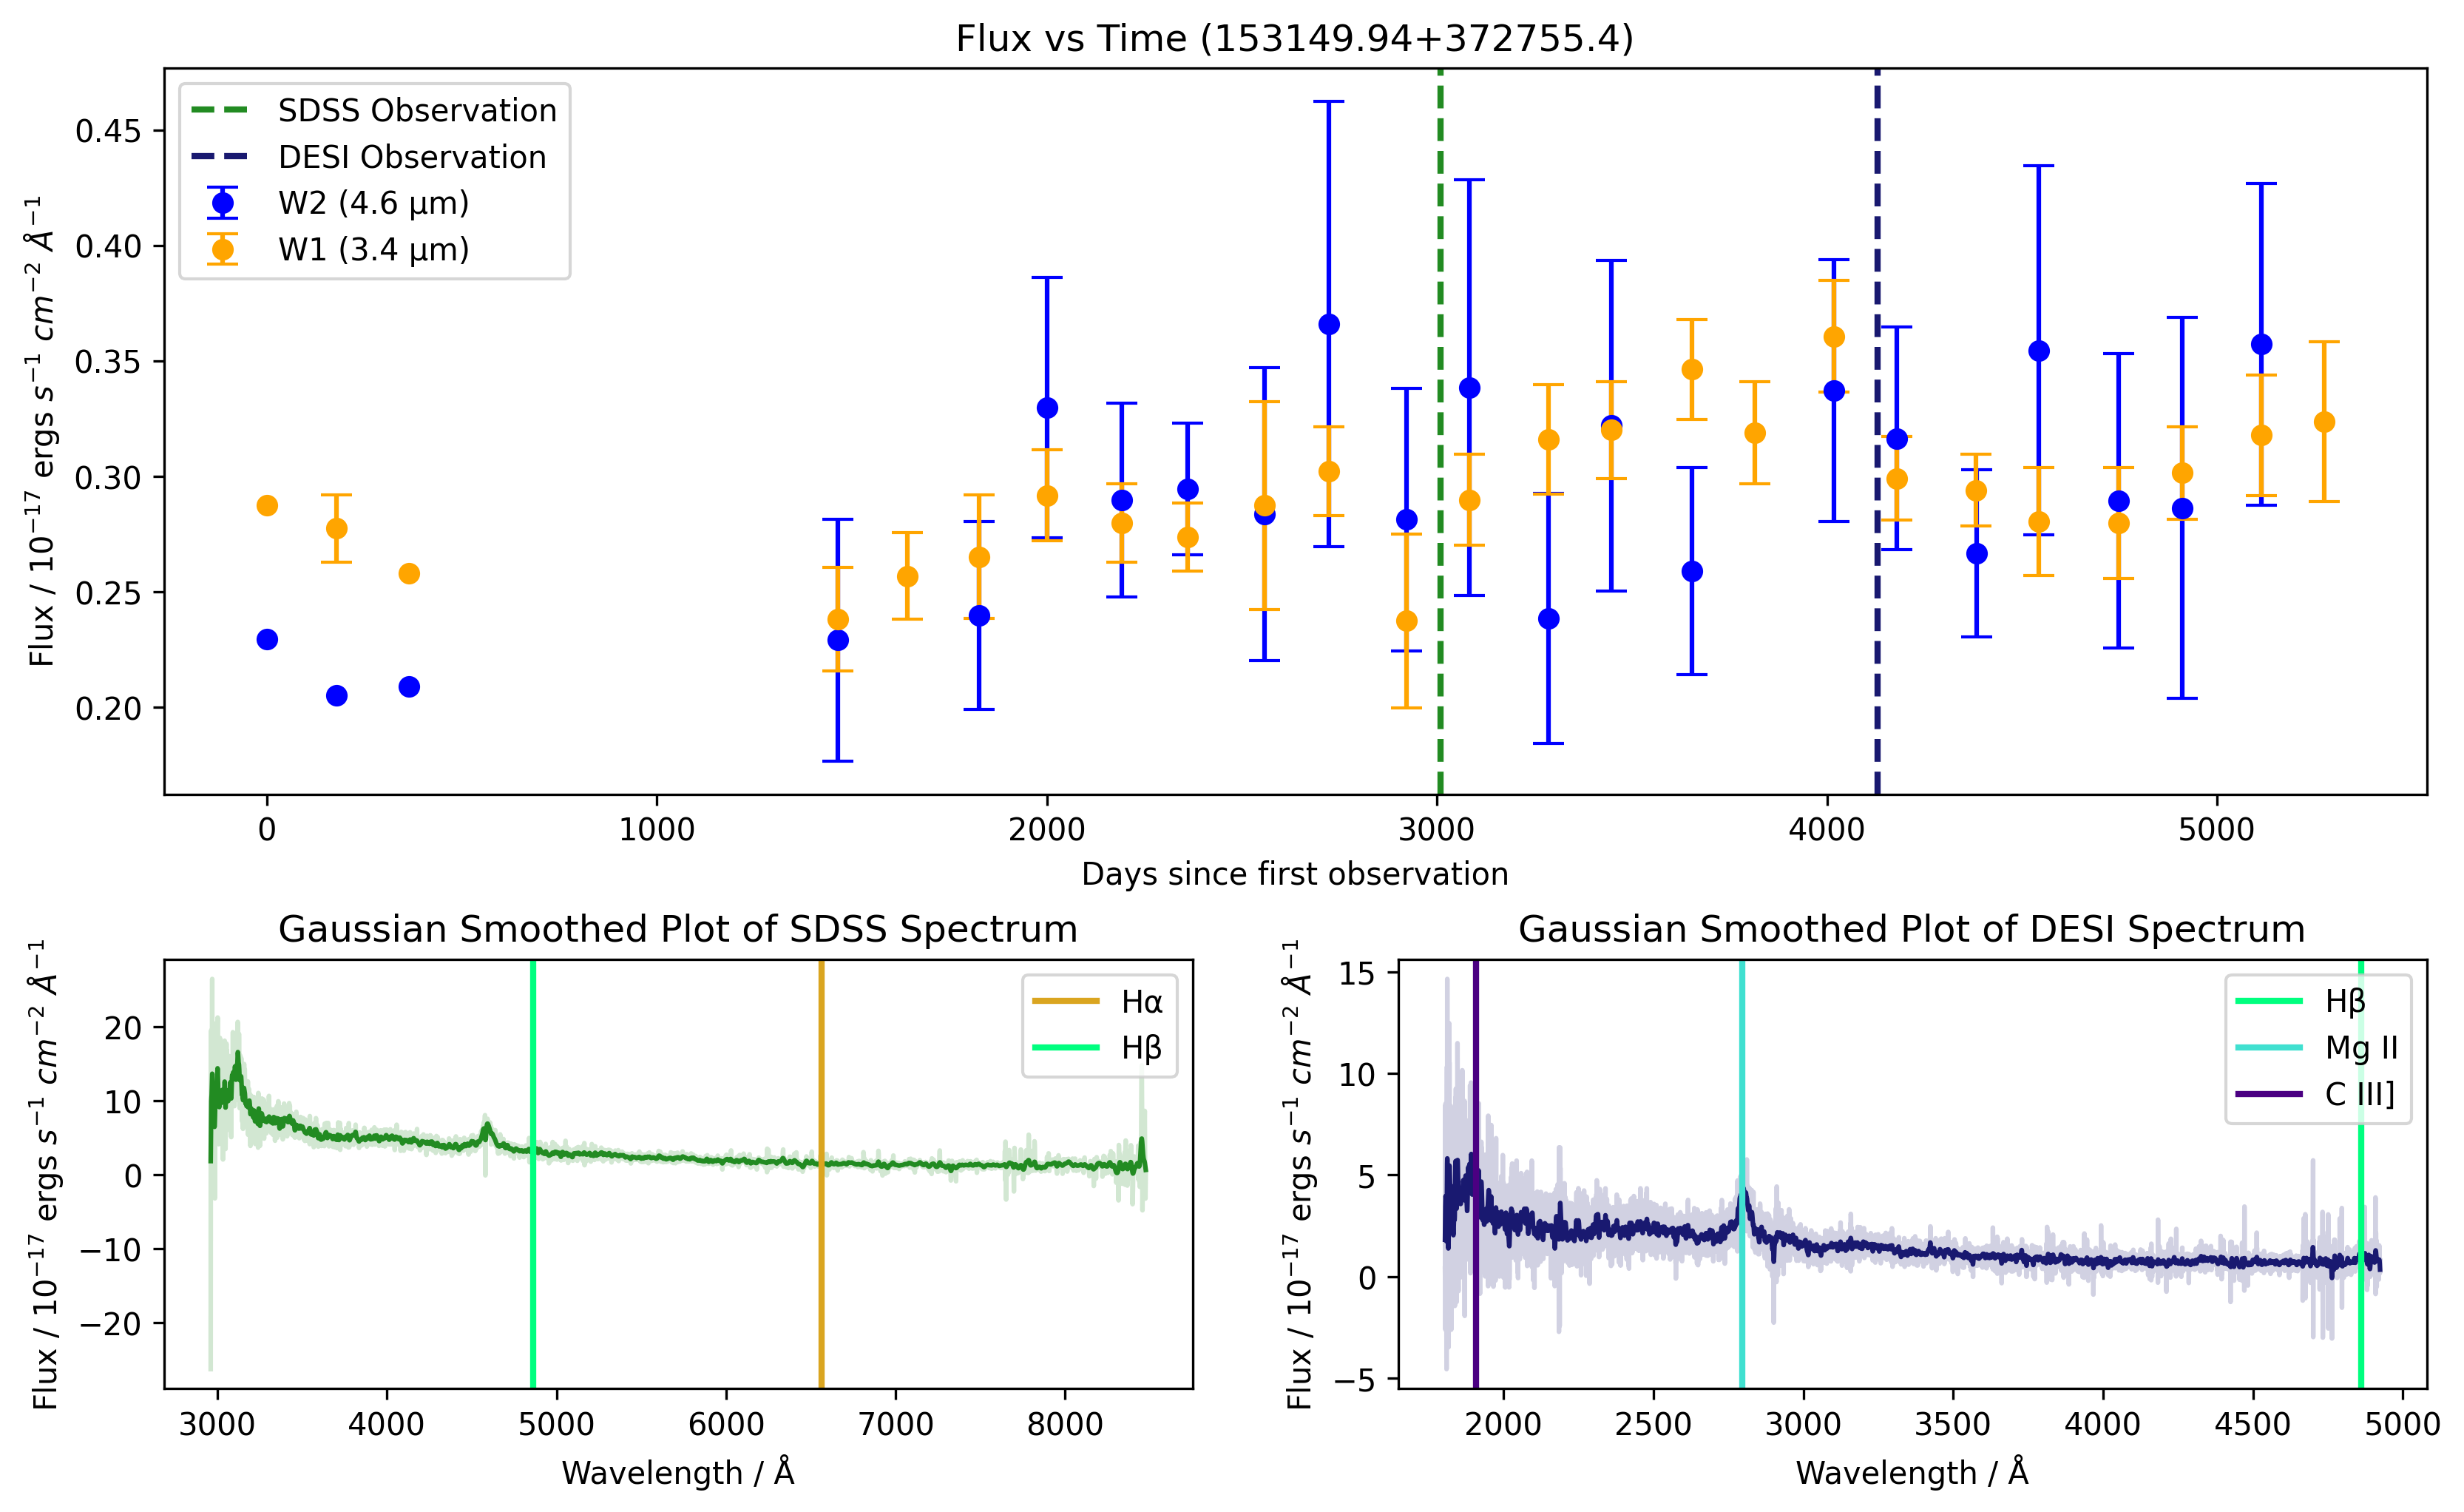 Flux vs Time (153149.94+372755.4)
Flux / 10⁻¹⁷ ergs s⁻¹ cm⁻² Å⁻¹
0.45
0.40
0.35
0.30
0.25
0.20
SDSS Observation
DESI Observation
W2 (4.6 μm)
W1 (3.4 μm)
0 1000 2000 3000 4000 5000
Days since first observation
Gaussian Smoothed Plot of SDSS Spectrum
Flux / 10⁻¹⁷ ergs s⁻¹ cm⁻² Å⁻¹
20
10
0
−10
−20
Hα
Hβ
3000 4000 5000 6000 7000 8000
Wavelength / Å
Gaussian Smoothed Plot of DESI Spectrum
Flux / 10⁻¹⁷ ergs s⁻¹ cm⁻² Å⁻¹
15
10
5
0
−5
Hβ
Mg II
C III]
2000 2500 3000 3500 4000 4500 5000
Wavelength / Å